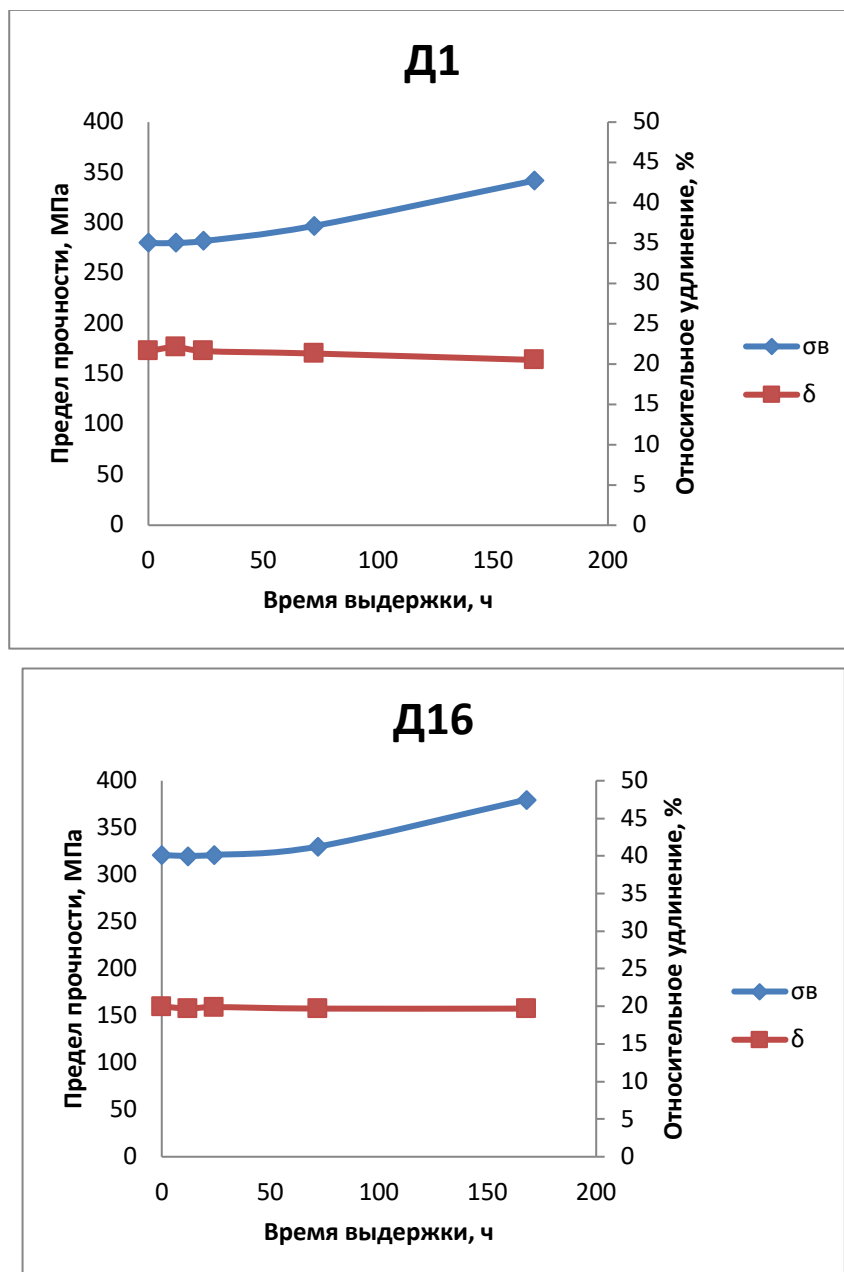 Д1
400
350
300
250
200
150
100
50
0
Предел прочности, МПа
50
45
40
35
30
25
20
15
10
5
0
Относительное удлинение, %
0 50 100 150 200
Время выдержки, ч
σв
δ
Д16
400
350
300
250
200
150
100
50
0
Предел прочности, МПа
50
45
40
35
30
25
20
15
10
5
0
Относительное удлинение, %
0 50 100 150 200
Время выдержки, ч
σв
δ